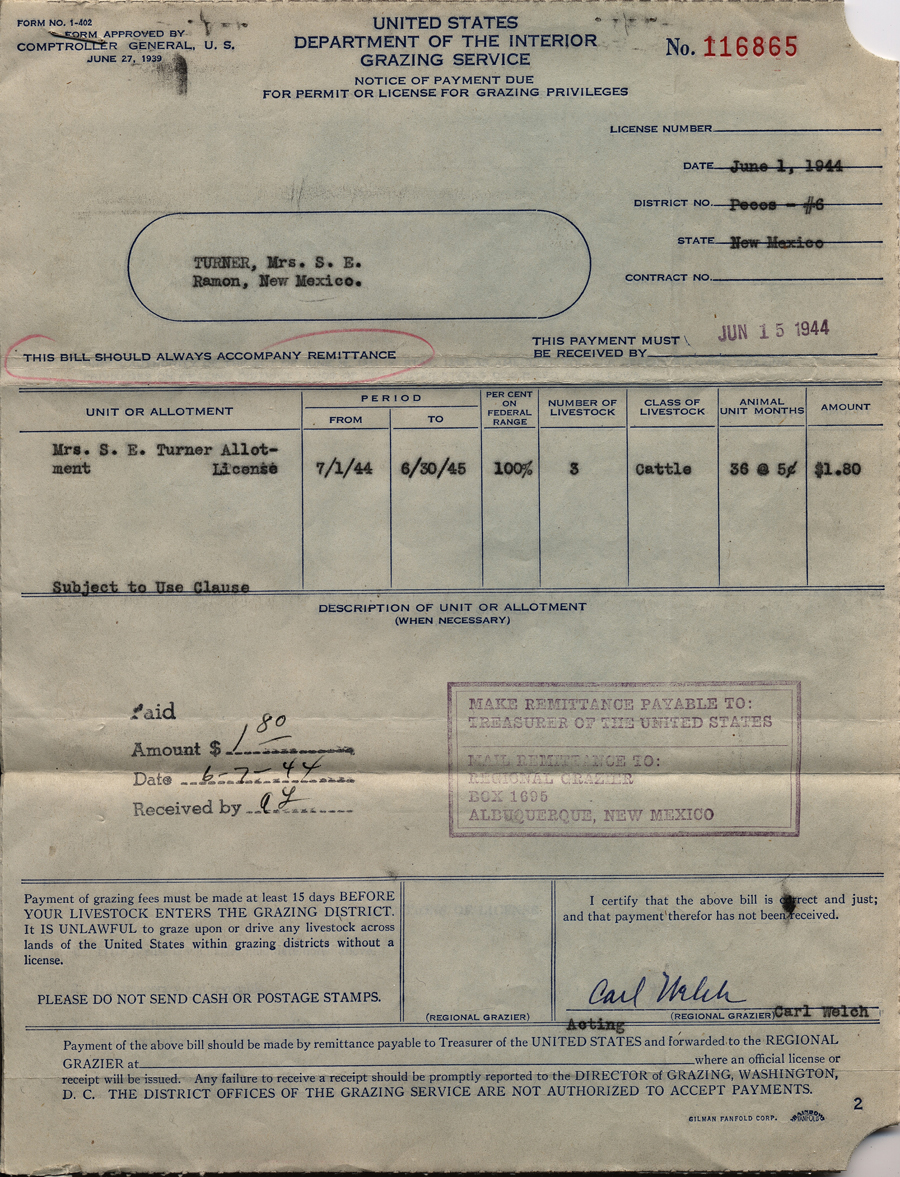 FORM NO. 1-402
FORM APPROVED BY
COMPTROLLER GENERAL, U. S.
JUNE 27, 1939
UNITED STATES
DEPARTMENT OF THE INTERIOR
GRAZING SERVICE
NOTICE OF PAYMENT DUE
FOR PERMIT OR LICENSE FOR GRAZING PRIVILEGES
No. 116865
LICENSE NUMBER
DATE June 1, 1944
DISTRICT NO. Pecos - #6
STATE New Mexico
CONTRACT NO.
TURNER, Mrs. S. E.
Ramon, New Mexico.
THIS BILL SHOULD ALWAYS ACCOMPANY REMITTANCE
THIS PAYMENT MUST
BE RECEIVED BY JUN 15 1944
UNIT OR ALLOTMENT
PERIOD
FROM
TO
PER CENT
ON
FEDERAL
RANGE
NUMBER OF
LIVESTOCK
CLASS OF
LIVESTOCK
ANIMAL
UNIT MONTHS
AMOUNT
Mrs. S. E. Turner Allot-
ment License 7/1/44 6/30/45 100% 3 Cattle 36 @ 5¢ $1.80
Subject to Use Clause
DESCRIPTION OF UNIT OR ALLOTMENT
(WHEN NECESSARY)
Paid
Amount $ 1 80
Date 6-7-44
Received by
MAKE REMITTANCE PAYABLE TO:
TREASURER OF THE UNITED STATES
MAIL REMITTANCE TO:
REGIONAL GRAZIER
BOX 1695
ALBUQUERQUE, NEW MEXICO
Payment of grazing fees must be made at least 15 days BEFORE
YOUR LIVESTOCK ENTERS THE GRAZING DISTRICT.
It IS UNLAWFUL to graze upon or drive any livestock across
lands of the United States within grazing districts without a
license.
PLEASE DO NOT SEND CASH OR POSTAGE STAMPS.
(REGIONAL GRAZIER)
I certify that the above bill is correct and just;
and that payment therefor has not been received.
Carl Welch
(REGIONAL GRAZIER) Carl Welch
Acting
Payment of the above bill should be made by remittance payable to Treasurer of the UNITED STATES and forwarded to the REGIONAL
GRAZIER at where an official license or
receipt will be issued. Any failure to receive a receipt should be promptly reported to the DIRECTOR of GRAZING, WASHINGTON,
D. C. THE DISTRICT OFFICES OF THE GRAZING SERVICE ARE NOT AUTHORIZED TO ACCEPT PAYMENTS.
2
GILMAN FANFOLD CORP.